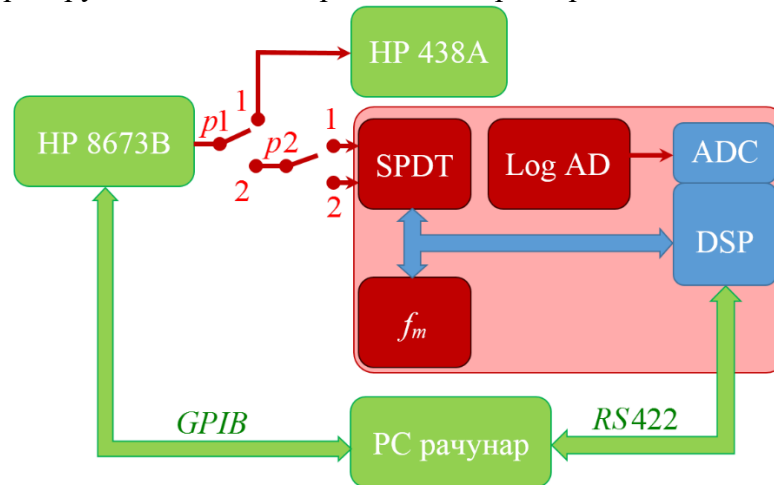 HP 438A
HP 8673B
p1
1
2
p2
1
2
SPDT
Log AD
ADC
DSP
fm
GPIB
RS422
PC рачунар